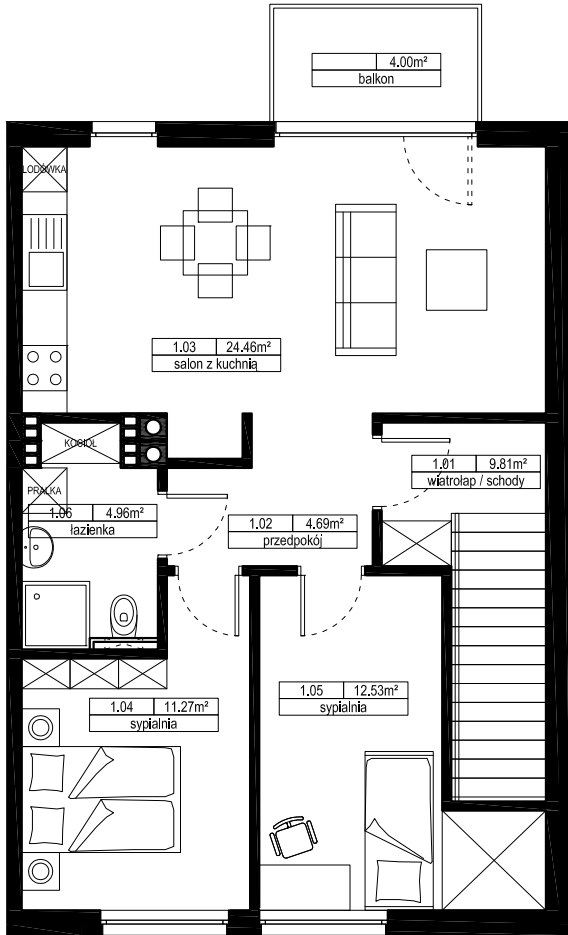 4.00m²
balkon
LODÓWKA
1.03 24.46m²
salon z kuchnią
KOCIOŁ
1.01 9.81m²
wiatrołap / schody
PRALKA
1.06 4.96m²
łazienka
1.02 4.69m²
przedpokój
1.05 12.53m²
sypialnia
1.04 11.27m²
sypialnia